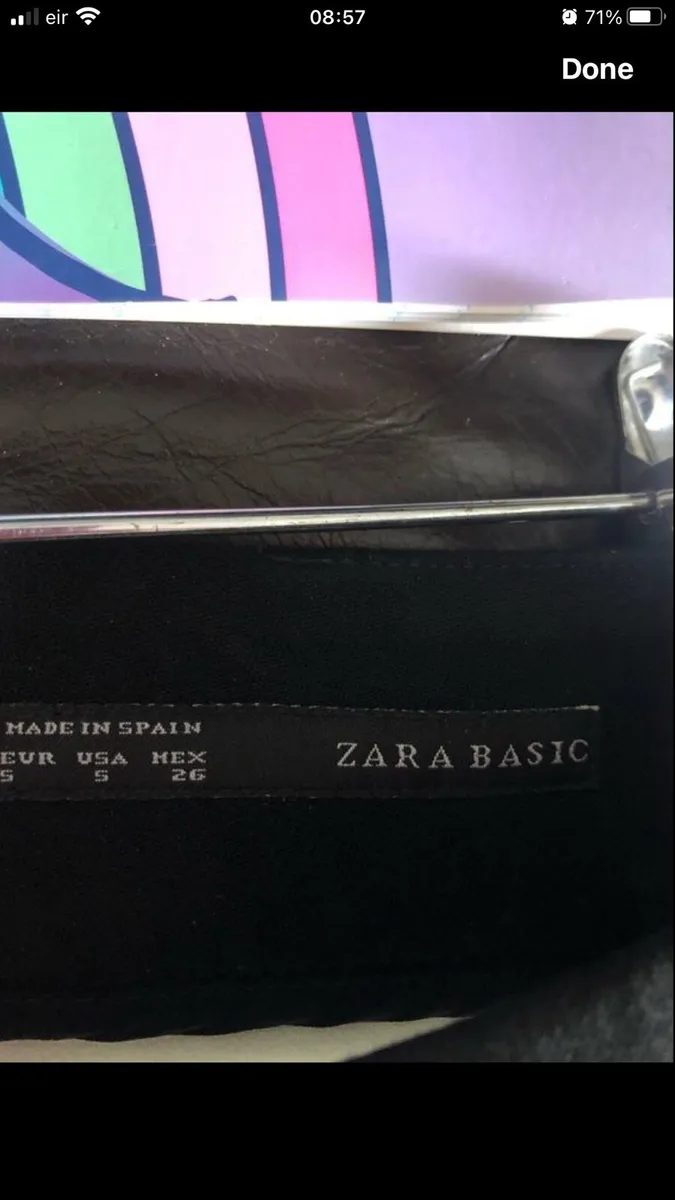 eir 08:57 71%
Done
MADE IN SPAIN
EUR USA MEX
S S 26
ZARA BASIC